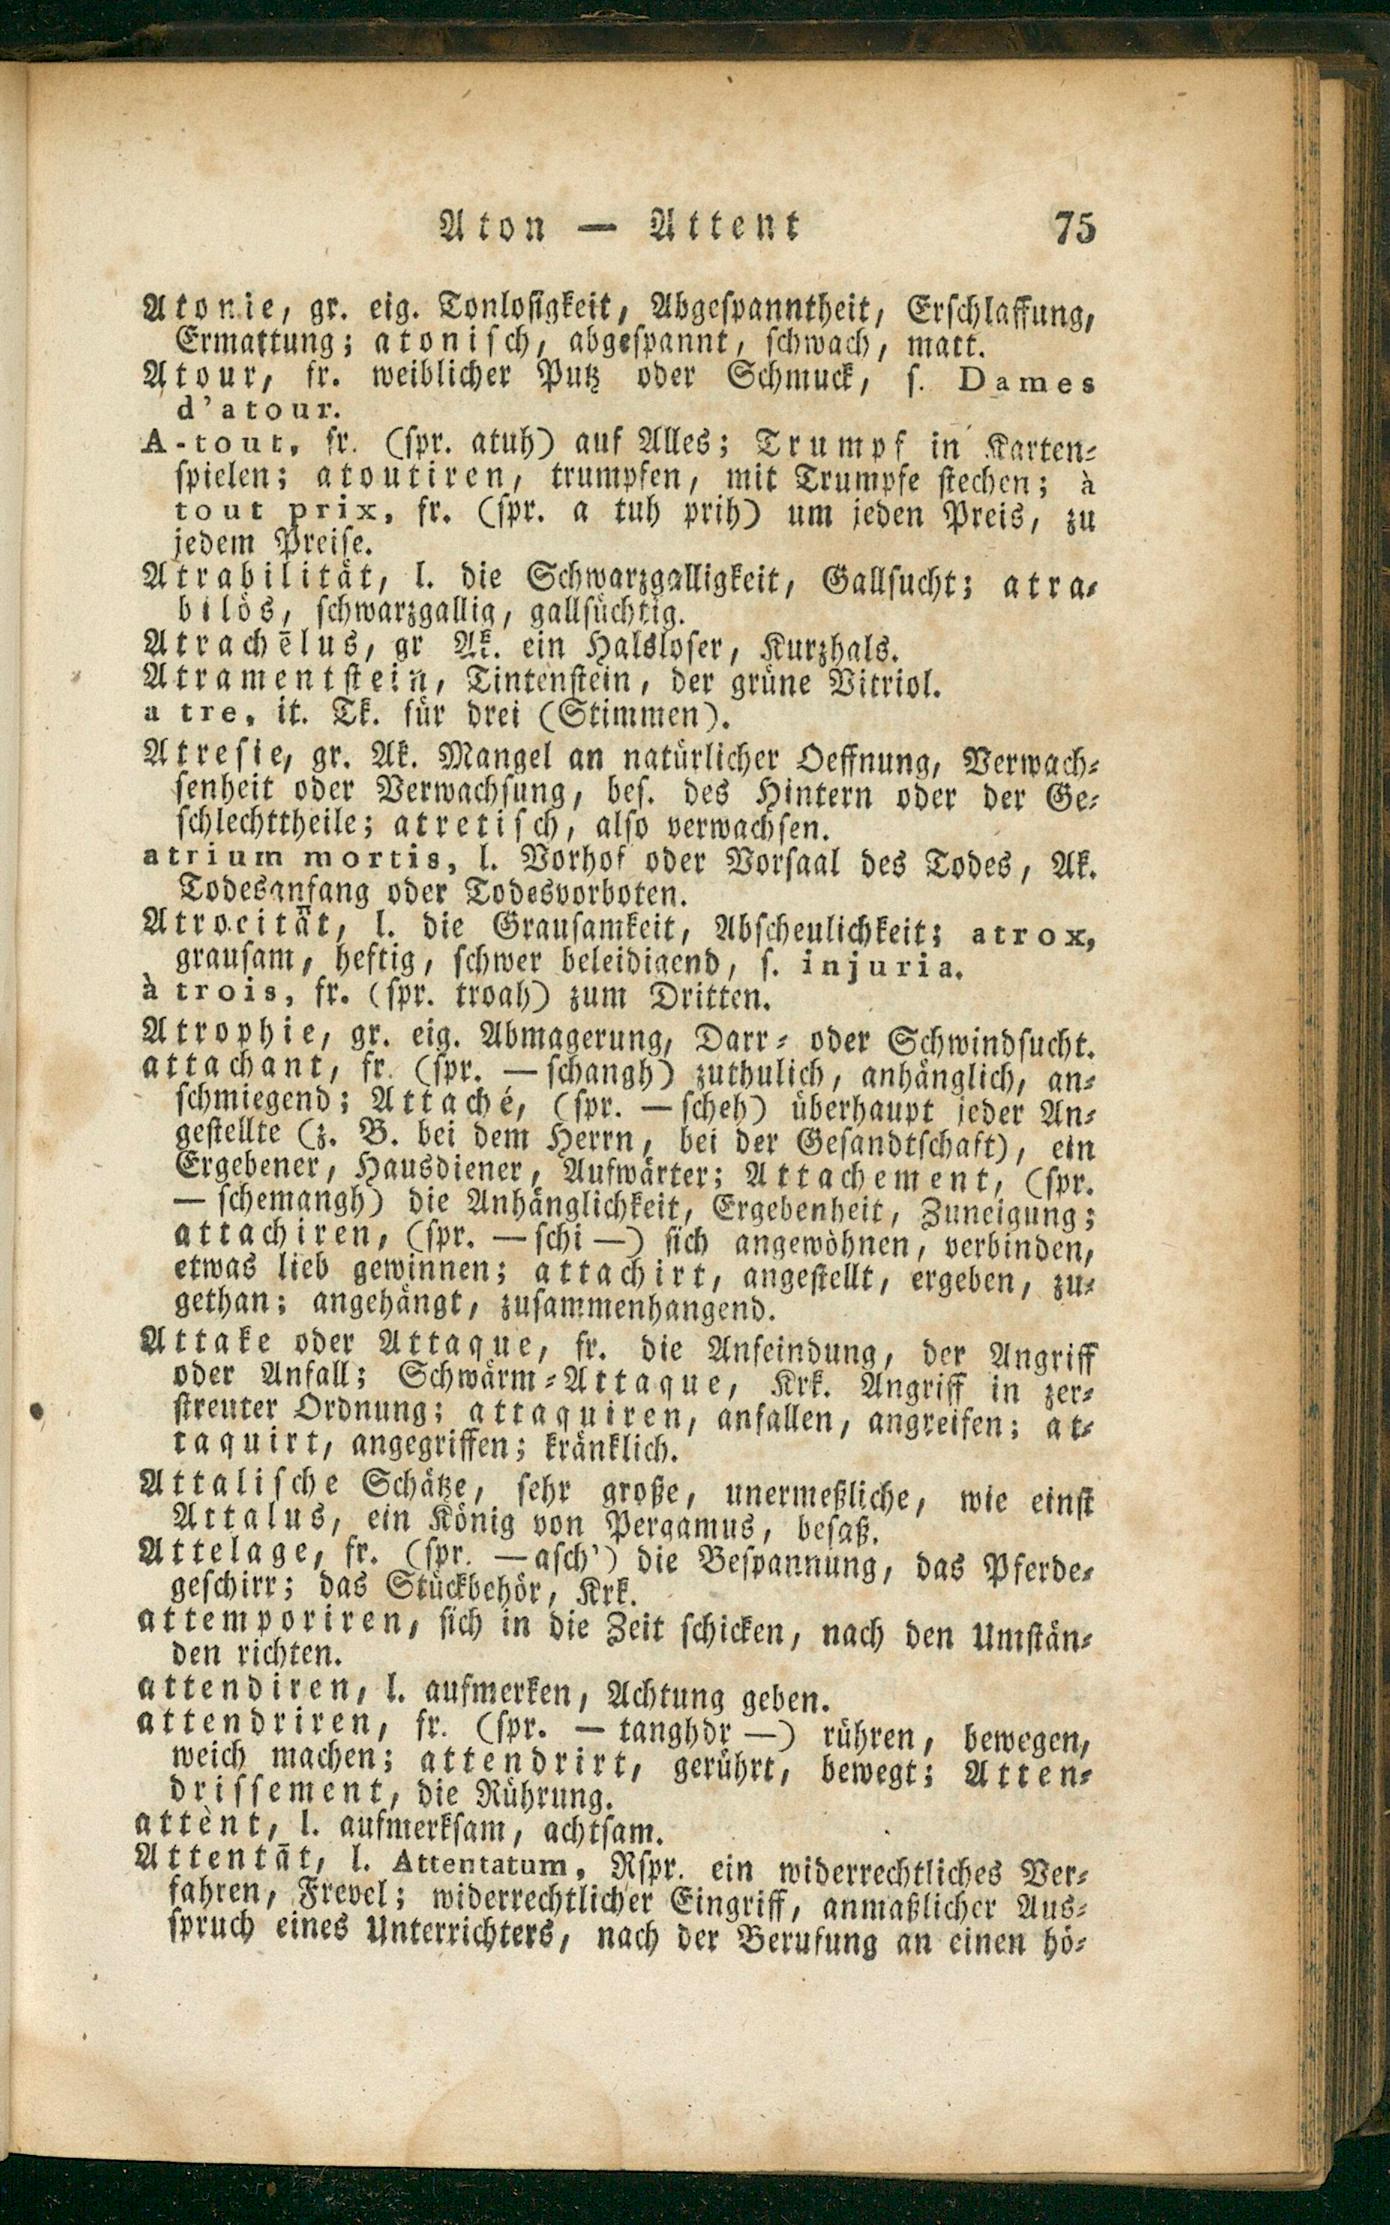 Aton — Attent 75
Atonie, gr. eig. Tonlosigkeit, Abgespanntheit, Erschlaffung,
Ermattung; atonisch, abgespannt, schwach, matt.
Atour, fr. weiblicher Putz oder Schmuck, s. Dames
d'atour.
A-tout, fr. (spr. atuh) auf Alles; Trumpf in Karten-
spielen; atoutiren, trumpfen, mit Trumpfe stechen; à
tout prix, fr. (spr. a tuh prih) um jeden Preis, zu
jedem Preise.
Atrabilität, l. die Schwarzgalligkeit, Gallsucht; atra-
bilös, schwarzgallig, gallsüchtig.
Atrachēlus, gr Ak. ein Halsloser, Kurzhals.
Atramentstein, Tintenstein, der grüne Vitriol.
a tre, it. Tk. für drei (Stimmen).
Atresie, gr. Ak. Mangel an natürlicher Oeffnung, Verwach-
senheit oder Verwachsung, bes. des Hintern oder der Ge-
schlechttheile; atretisch, also verwachsen.
atrium mortis, l. Vorhof oder Vorsaal des Todes, Ak.
Todesanfang oder Todesvorboten.
Atrocität, l. die Grausamkeit, Abscheulichkeit; atrox,
grausam, heftig, schwer beleidigend, s. injuria.
à trois, fr. (spr. troah) zum Dritten.
Atrophie, gr. eig. Abmagerung, Darr- oder Schwindsucht.
attachant, fr. (spr. — schangh) zuthulich, anhänglich, an-
schmiegend; Attaché, (spr. — scheh) überhaupt jeder An-
gestellte (z. B. bei dem Herrn, bei der Gesandtschaft), ein
Ergebener, Hausdiener, Aufwärter; Attachement, (spr.
— schemangh) die Anhänglichkeit, Ergebenheit, Zuneigung;
attachiren, (spr. — schi —) sich angewöhnen, verbinden,
etwas lieb gewinnen; attachirt, angestellt, ergeben, zu-
gethan; angehängt, zusammenhangend.
Attake oder Attaque, fr. die Anfeindung, der Angriff
oder Anfall; Schwärm-Attaque, Krk. Angriff in zer-
streuter Ordnung; attaquiren, anfallen, angreifen; at-
taquirt, angegriffen; kränklich.
Attalische Schätze, sehr große, unermeßliche, wie einst
Attalus, ein König von Pergamus, besaß.
Attelage, fr. (spr. — asch') die Bespannung, das Pferde-
geschirr; das Stückbehör, Krk.
attemporiren, sich in die Zeit schicken, nach den Umstän-
den richten.
attendiren, l. aufmerken, Achtung geben.
attendriren, fr. (spr. — tanghdr —) rühren, bewegen,
weich machen; attendrirt, gerührt, bewegt; Atten-
drissement, die Rührung.
attènt, l. aufmerksam, achtsam.
Attentāt, l. Attentatum, Rspr. ein widerrechtliches Ver-
fahren, Frevel; widerrechtlicher Eingriff, anmaßlicher Aus-
spruch eines Unterrichters, nach der Berufung an einen hö-